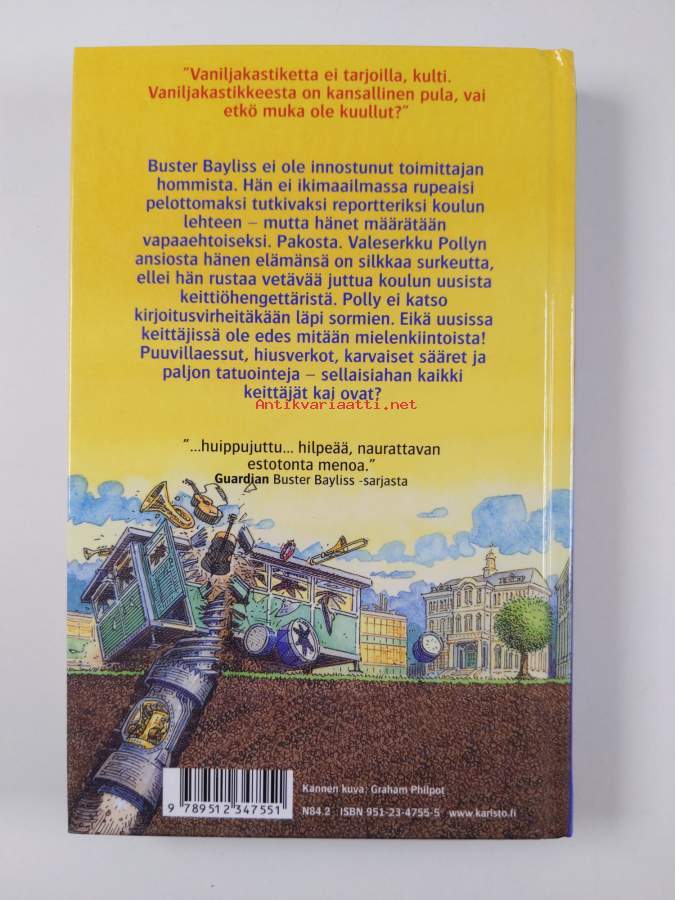 ”Vaniljakastiketta ei tarjoilla, kulti.
Vaniljakastikkeesta on kansallinen pula, vai
etkö muka ole kuullut?”
Buster Bayliss ei ole innostunut toimittajan
hommista. Hän ei ikimaailmassa rupeaisi
pelottomaksi tutkivaksi reportteriksi koulun
lehteen – mutta hänet määrätään
vapaaehtoiseksi. Pakosta. Valeserkku Pollyn
ansiosta hänen elämänsä on silkkaa surkeutta,
ellei hän rustaa vetävää juttua koulun uusista
keittiöhengettäristä. Polly ei katso
kirjoitusvirheitäkään läpi sormien. Eikä uusissa
keittäjissä ole edes mitään mielenkiintoista!
Puuvillaessut, hiusverkot, karvaiset sääret ja
paljon tatuointeja – sellaisiahan kaikki
keittäjät kai ovat?
Antikvariaatti.net
”...huippujuttu... hilpeää, naurattavan
estotonta menoa.”
Guardian Buster Bayliss -sarjasta
Kannen kuva: Graham Philpot
9 789512 347551
N84.2 ISBN 951-23-4755-5 www.karisto.fi